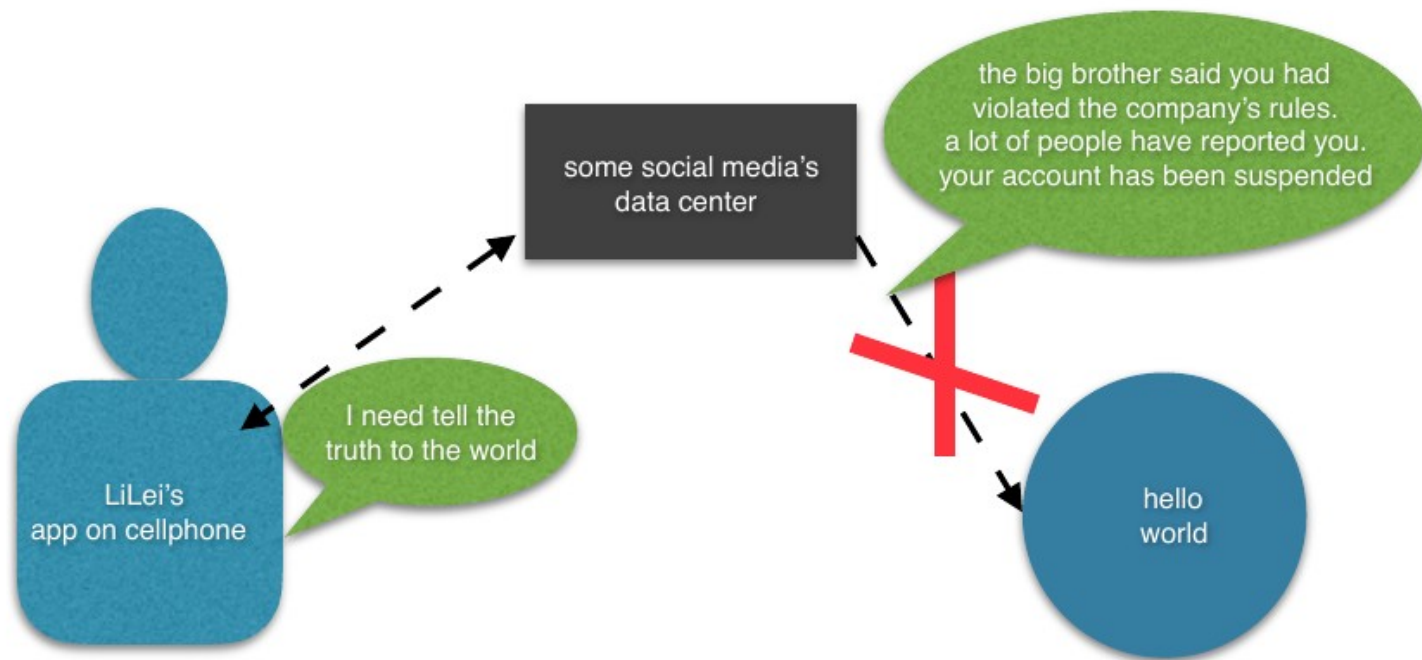 the big brother said you had
violated the company's rules.
a lot of people have reported you.
your account has been suspended
some social media's
data center
I need tell the
truth to the world
LiLei's
app on cellphone
hello
world